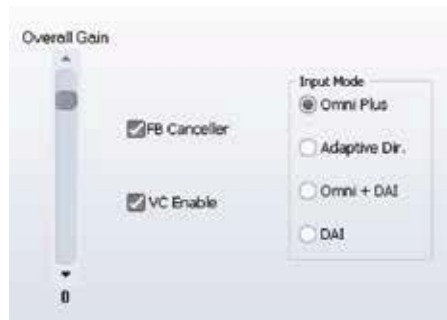 Overall Gain
Input Mode
Omni Plus
FB Canceller
Adaptive Dir.
Omni + DAI
VC Enable
DAI
0